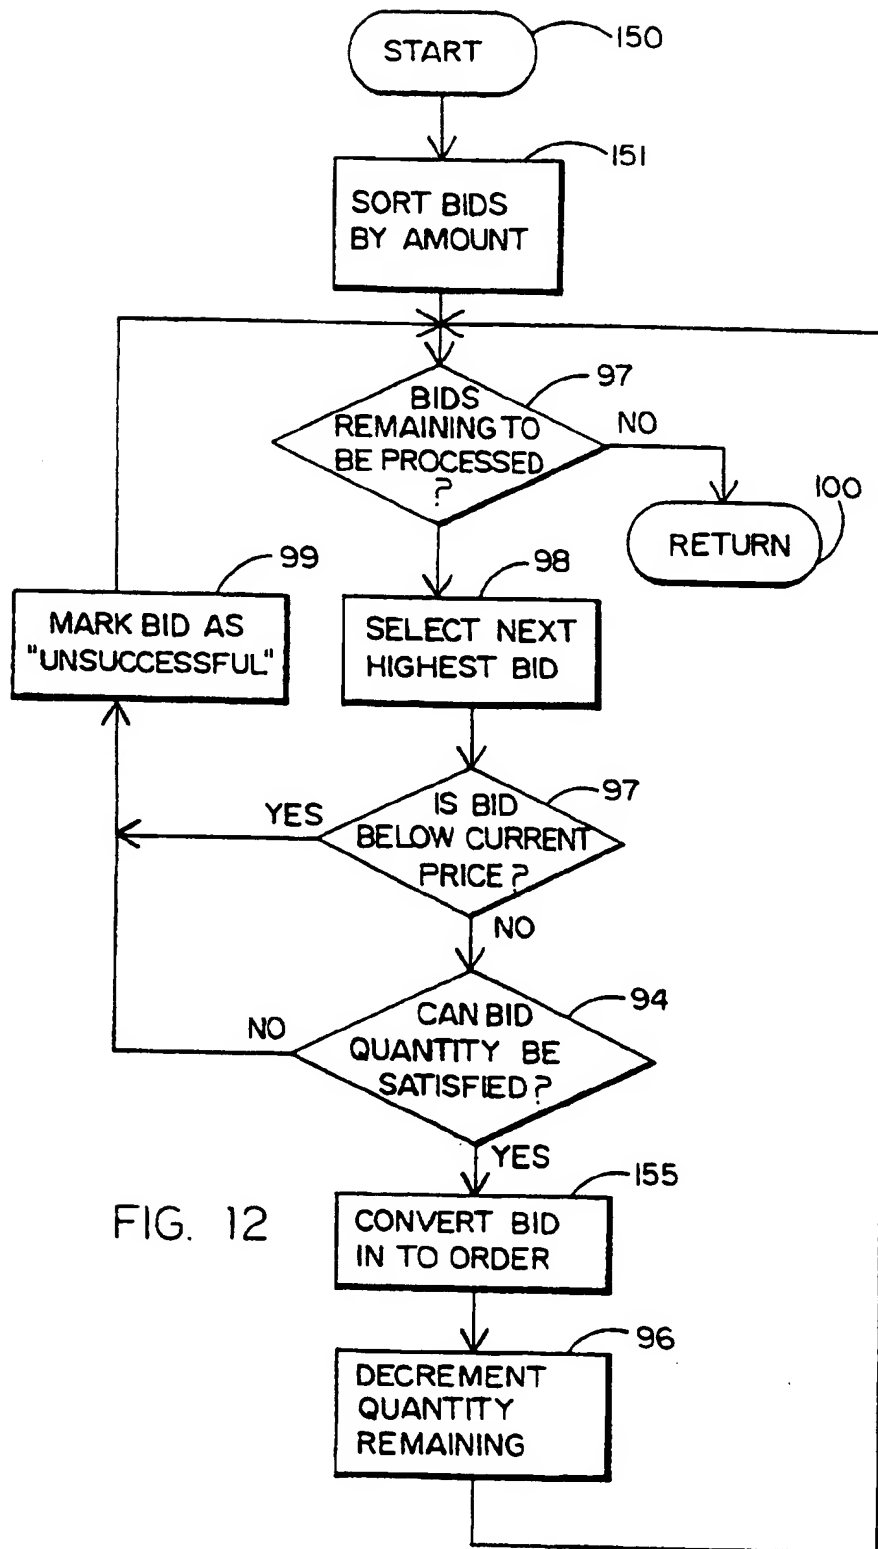 START
150
151
SORT BIDS
BY AMOUNT
97
BIDS
REMAINING TO
BE PROCESSED
?
NO
100
RETURN
99
MARK BID AS
"UNSUCCESSFUL"
98
SELECT NEXT
HIGHEST BID
97
YES
IS BID
BELOW CURRENT
PRICE?
NO
94
NO
CAN BID
QUANTITY BE
SATISFIED?
YES
155
CONVERT BID
IN TO ORDER
FIG. 12
96
DECREMENT
QUANTITY
REMAINING